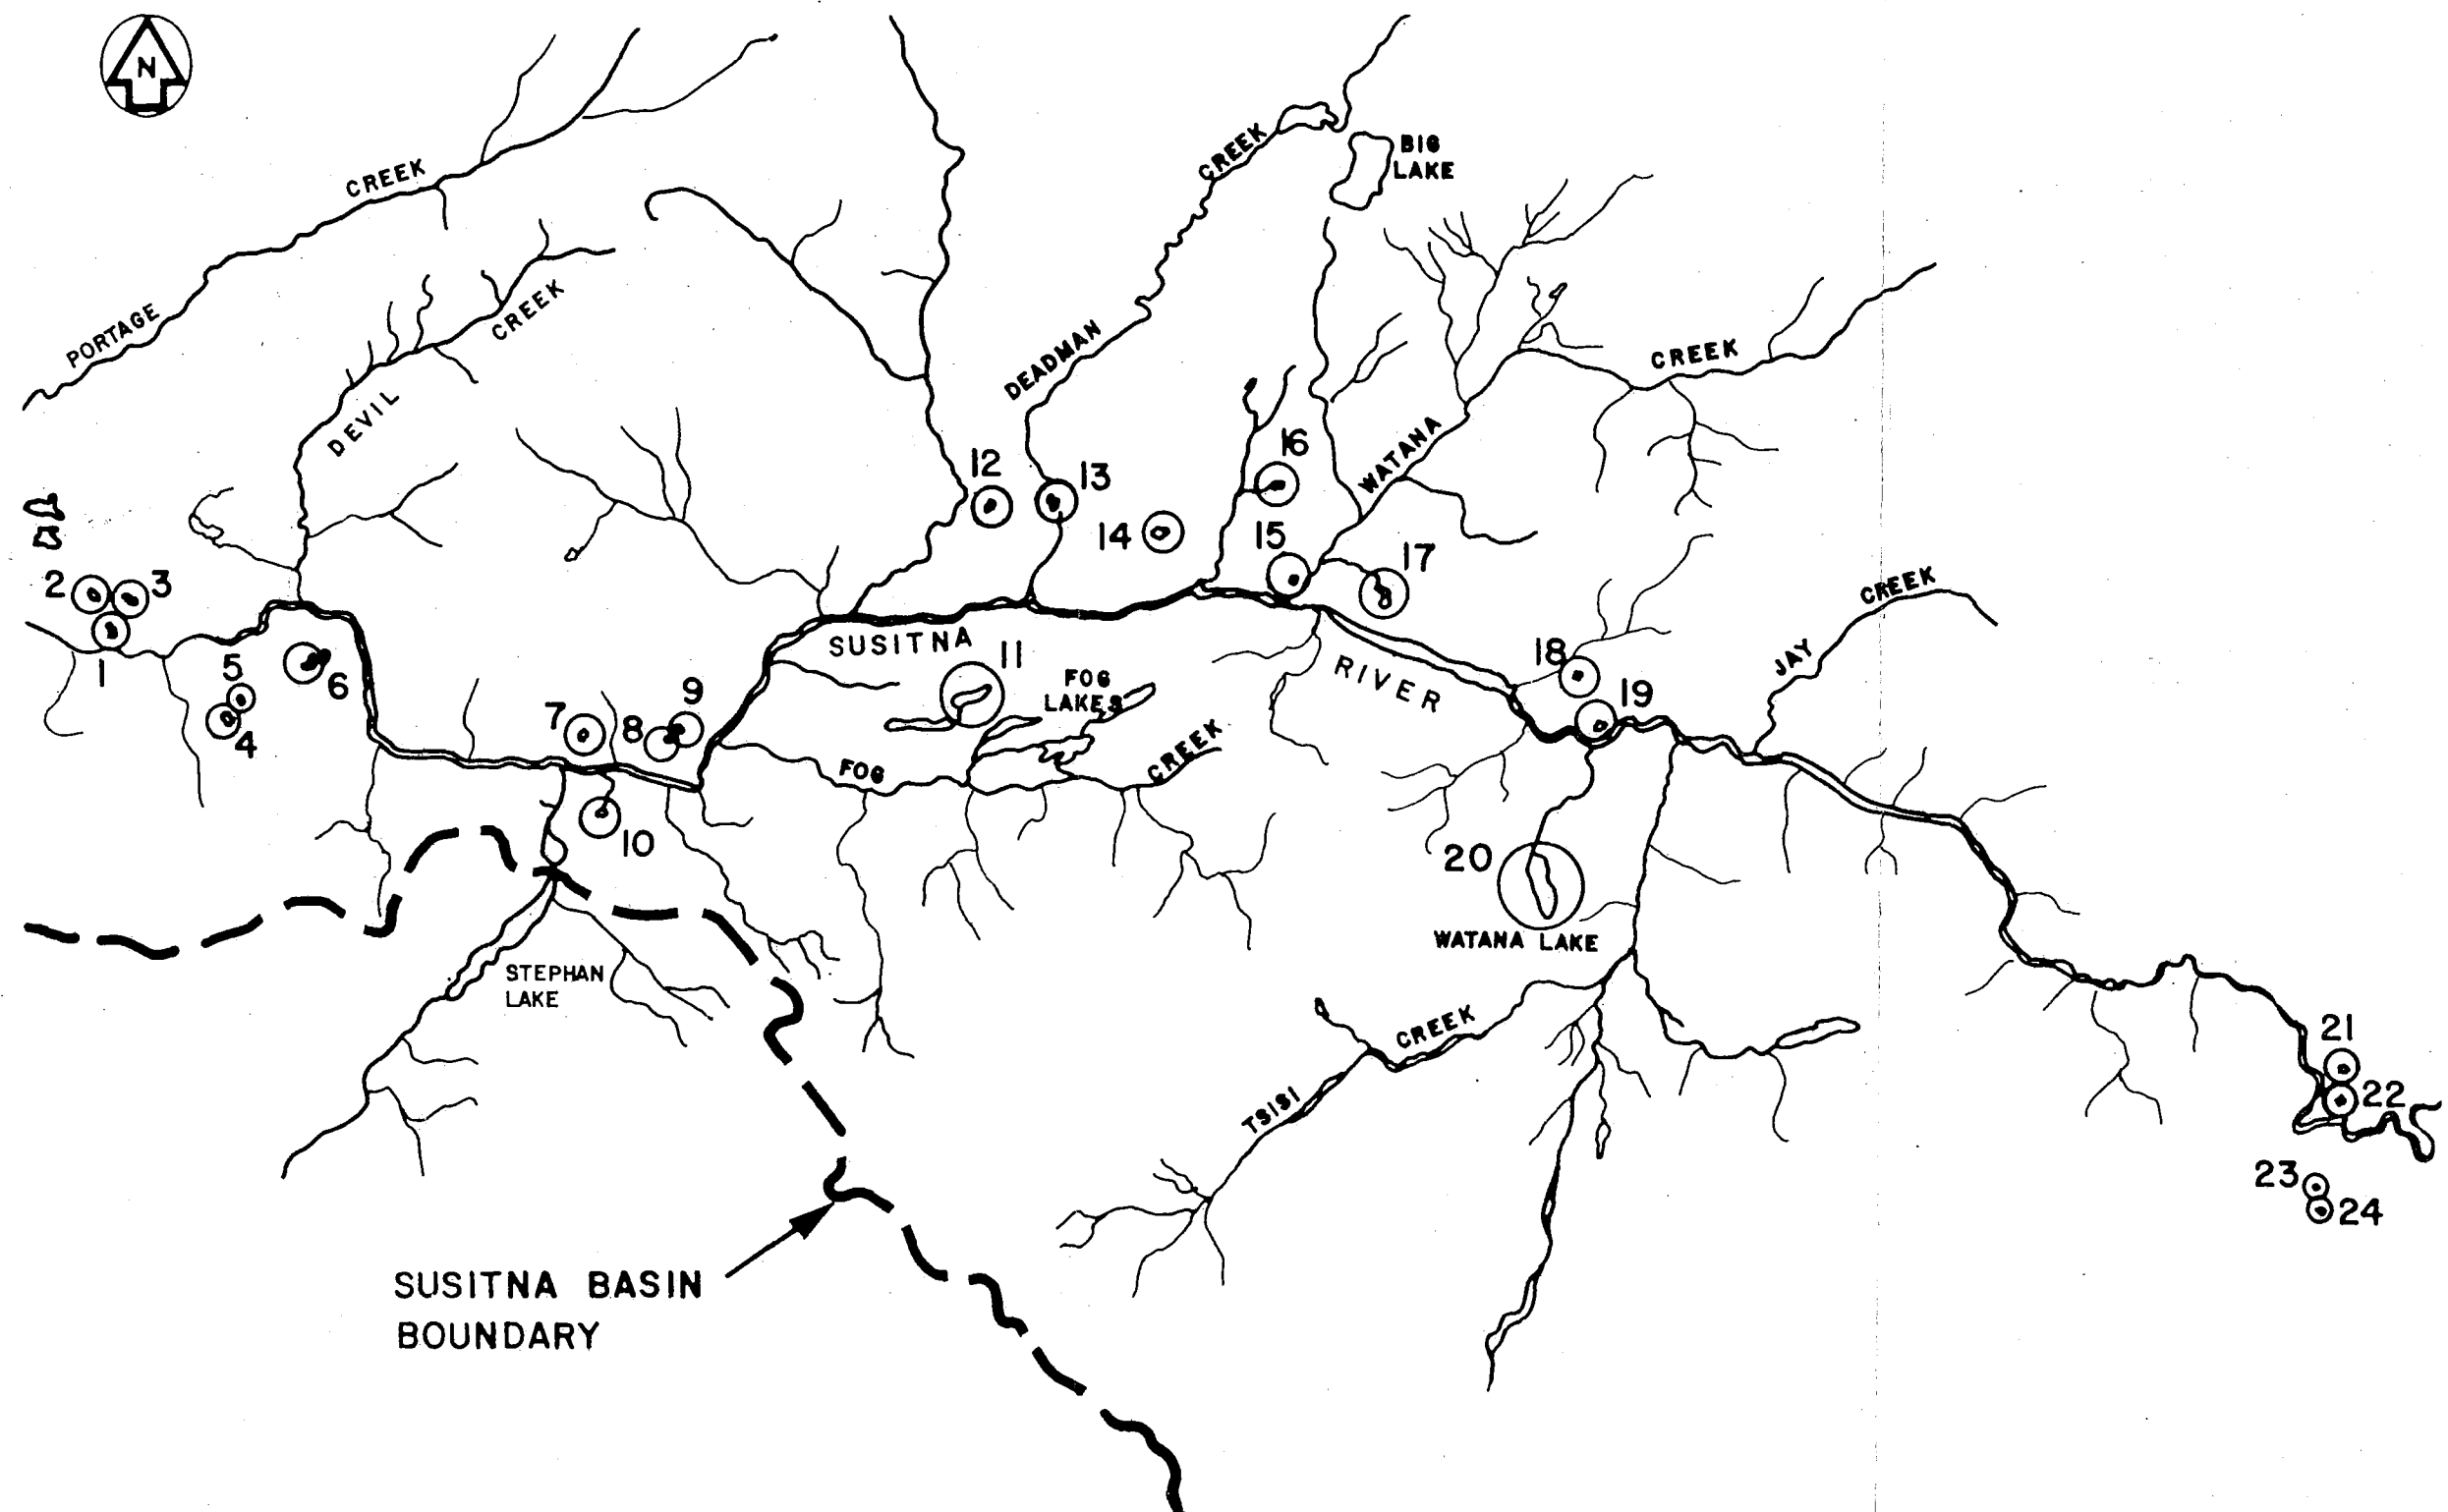 N
BIG
LAKE
CREEK
CREEK
PORTAGE
CREEK
DEVIL
DEADMAN
CREEK
WATANA
12
13
16
14
15
17
2
3
1
5
6
4
SUSITNA
11
FOG
LAKES
RIVER
18
19
JAY
CREEK
7
8
9
10
FOG
CREEK
20
WATANA LAKE
STEPHAN
LAKE
CREEK
TSISI
21
22
23
24
SUSITNA BASIN
BOUNDARY